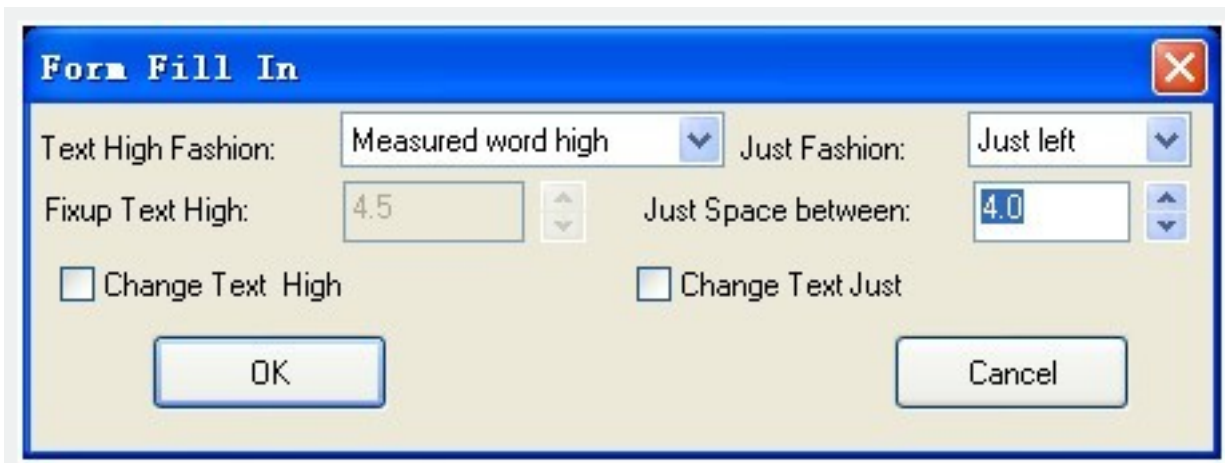 Form Fill In
Text High Fashion: Measured word high Just Fashion: Just left
Fixup Text High: 4.5 Just Space between: 4.0
Change Text High Change Text Just
OK Cancel